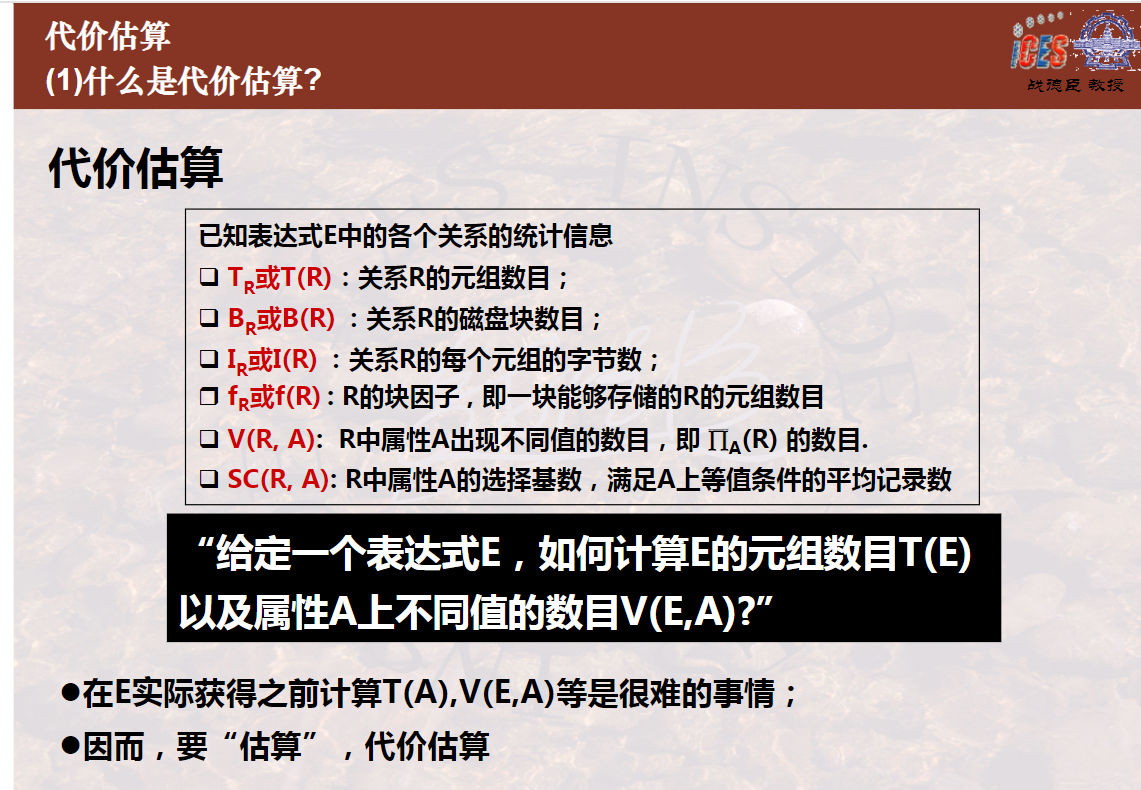 代价估算
(1)什么是代价估算?
iCES
战德臣 教授
代价估算
已知表达式E中的各个关系的统计信息
❑ TR或T(R)：关系R的元组数目；
❑ BR或B(R) ：关系R的磁盘块数目；
❑ IR或I(R) ：关系R的每个元组的字节数；
❐ fR或f(R) : R的块因子，即一块能够存储的R的元组数目
❑ V(R, A): R中属性A出现不同值的数目，即 ∏A(R) 的数目.
❑ SC(R, A): R中属性A的选择基数，满足A上等值条件的平均记录数
“给定一个表达式E，如何计算E的元组数目T(E)
以及属性A上不同值的数目V(E,A)?”
●在E实际获得之前计算T(A),V(E,A)等是很难的事情；
●因而，要“估算”，代价估算